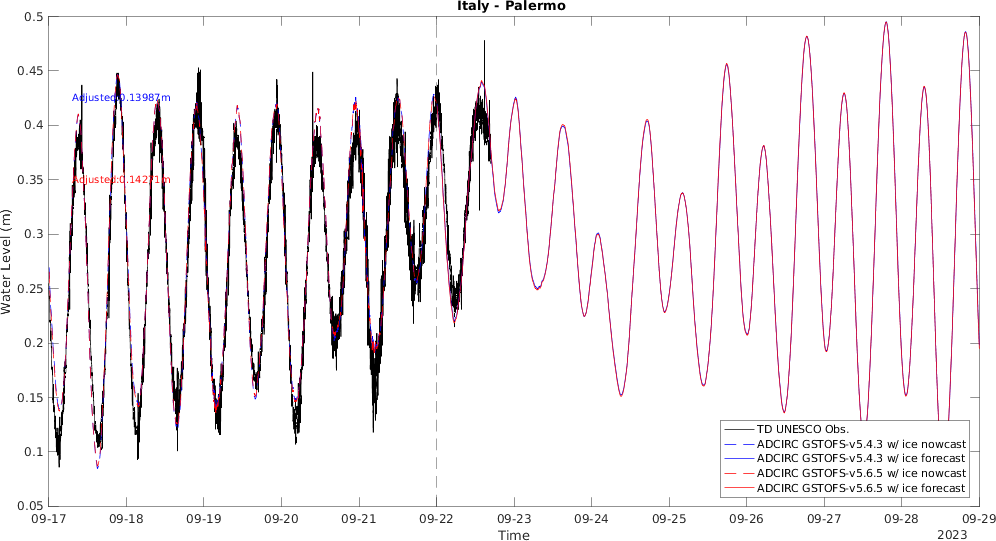 Italy - Palermo
Water Level (m)
0.5
0.45
0.4
0.35
0.3
0.25
0.2
0.15
0.1
0.05
Adjusted:0.13987m
Adjusted:0.14271m
TD UNESCO Obs.
ADCIRC GSTOFS-v5.4.3 w/ ice nowcast
ADCIRC GSTOFS-v5.4.3 w/ ice forecast
ADCIRC GSTOFS-v5.6.5 w/ ice nowcast
ADCIRC GSTOFS-v5.6.5 w/ ice forecast
09-17 09-18 09-19 09-20 09-21 09-22 09-23 09-24 09-25 09-26 09-27 09-28 09-29
Time
2023